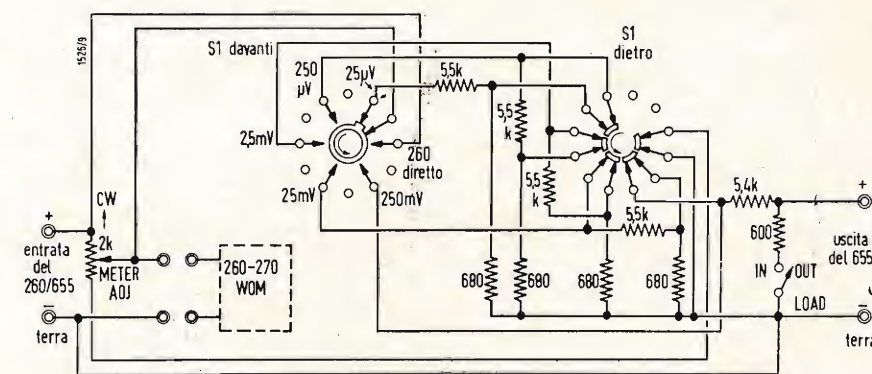 1526/9
S1 davanti
250
µV
25µV
5,5k
S1
dietro
5,5
k
2,5mV
260
diretto
5,5
k
25mV
250mV
5,4k
5,5k
CW
+
entrata
del
260/655
2k
METER
ADJ
260-270
WOM
680
680
680
680
600
IN
OUT
LOAD
+
uscita
del 655
–
terra
–
terra